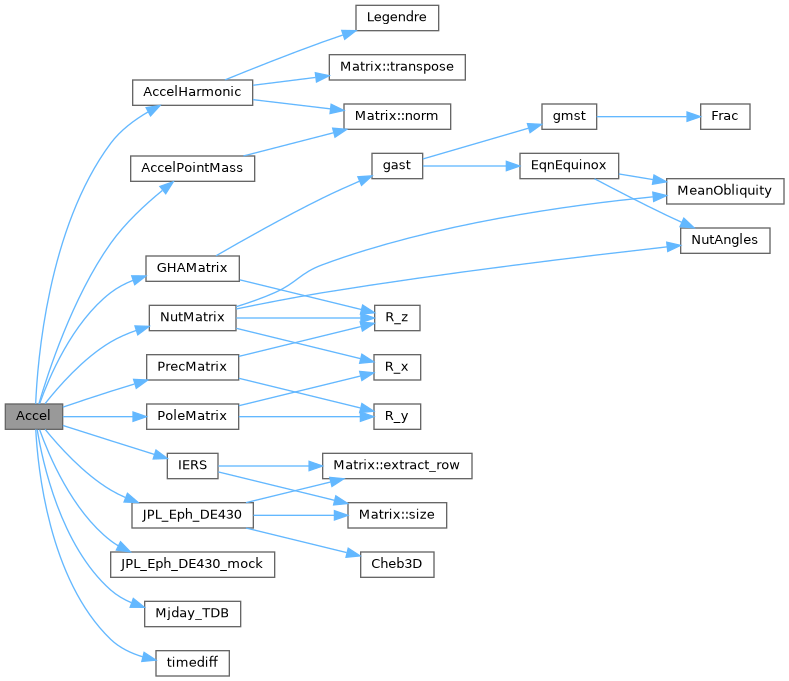 Legendre
Matrix::transpose
AccelHarmonic
Matrix::norm
gmst
Frac
AccelPointMass
gast
EqnEquinox
MeanObliquity
NutAngles
GHAMatrix
NutMatrix
R_z
PrecMatrix
R_x
Accel
PoleMatrix
R_y
IERS
Matrix::extract_row
JPL_Eph_DE430
Matrix::size
JPL_Eph_DE430_mock
Cheb3D
Mjday_TDB
timediff